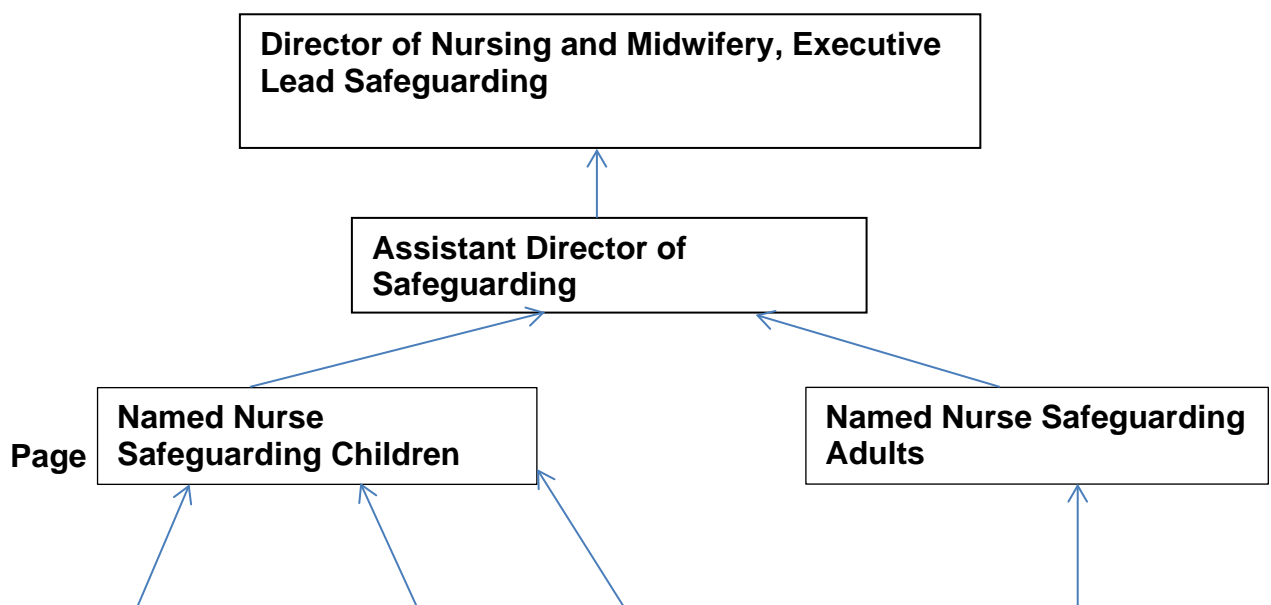 Director of Nursing and Midwifery, Executive
Lead Safeguarding
Assistant Director of
Safeguarding
Named Nurse
Safeguarding Children
Named Nurse Safeguarding
Adults
Page